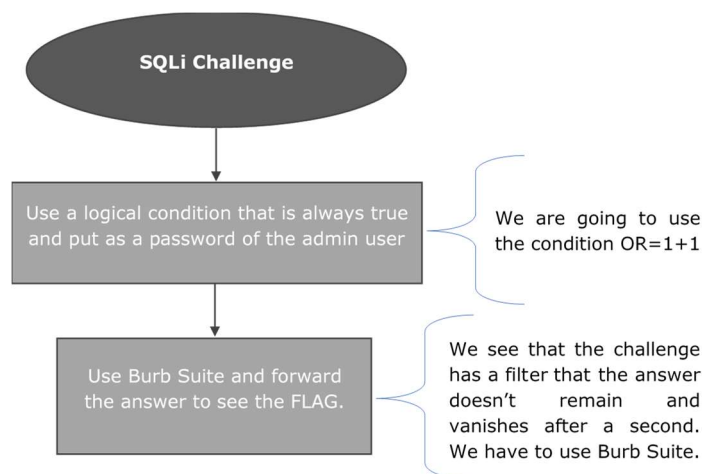 SQLi Challenge
Use a logical condition that is always true
and put as a password of the admin user
We are going to use
the condition OR=1+1
Use Burb Suite and forward
the answer to see the FLAG.
We see that the challenge
has a filter that the answer
doesn't remain and
vanishes after a second.
We have to use Burb Suite.